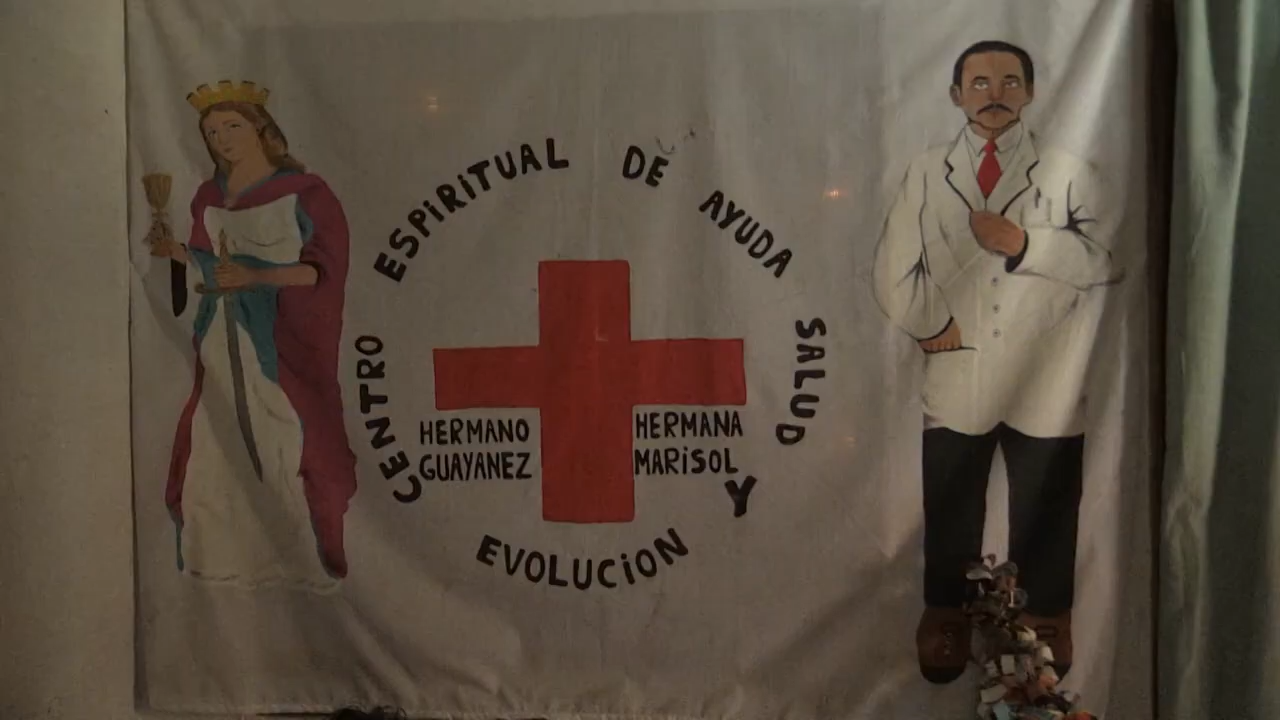 CENTRO ESPiRiTUAL DE AYUDA SALUD Y EVOLUCiON
HERMANO GUAYANEZ
HERMANA MARiSOL